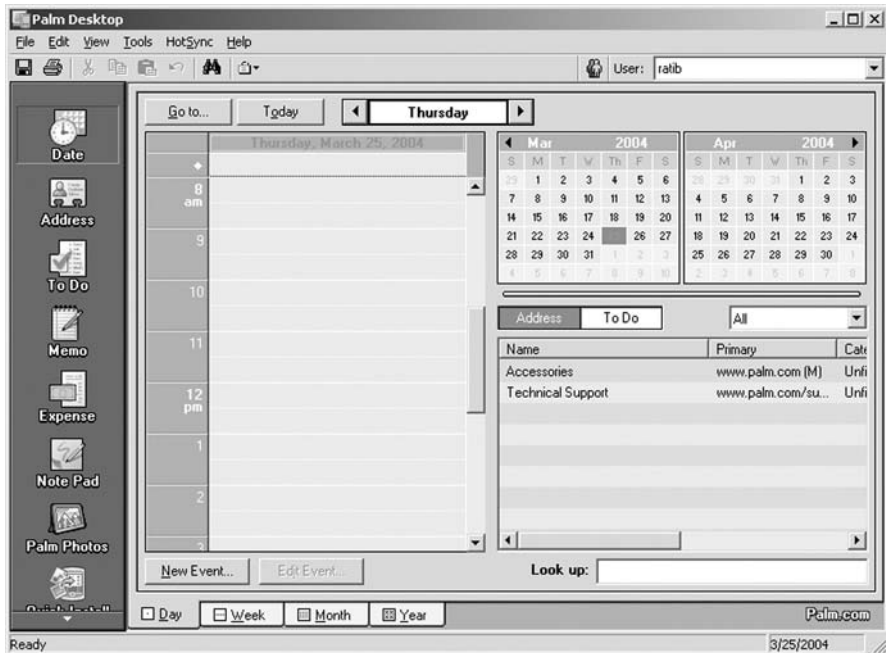 Palm Desktop
File Edit View Tools HotSync Help
User: ratib
Date
Address
To Do
Memo
Expense
Note Pad
Palm Photos
Go to...
Today
Thursday
Thursday, March 25, 2004
8 am
9
10
11
12 pm
1
2
3
New Event...
Edit Event...
Mar 2004
S M T W Th F S
29 1 2 3 4 5 6
7 8 9 10 11 12 13
14 15 16 17 18 19 20
21 22 23 24 25 26 27
28 29 30 31 1 2 3
4 5 6 7 8 9 10
Apr 2004
S M T W Th F S
28 29 30 31 1 2 3
4 5 6 7 8 9 10
11 12 13 14 15 16 17
18 19 20 21 22 23 24
25 26 27 28 29 30 1
2 3 4 5 6 7 8
Address To Do
All
Name Primary Cate
Accessories www.palm.com (M) Unfi
Technical Support www.palm.com/su... Unfi
Look up:
Day Week Month Year
Palm.com
Ready
3/25/2004